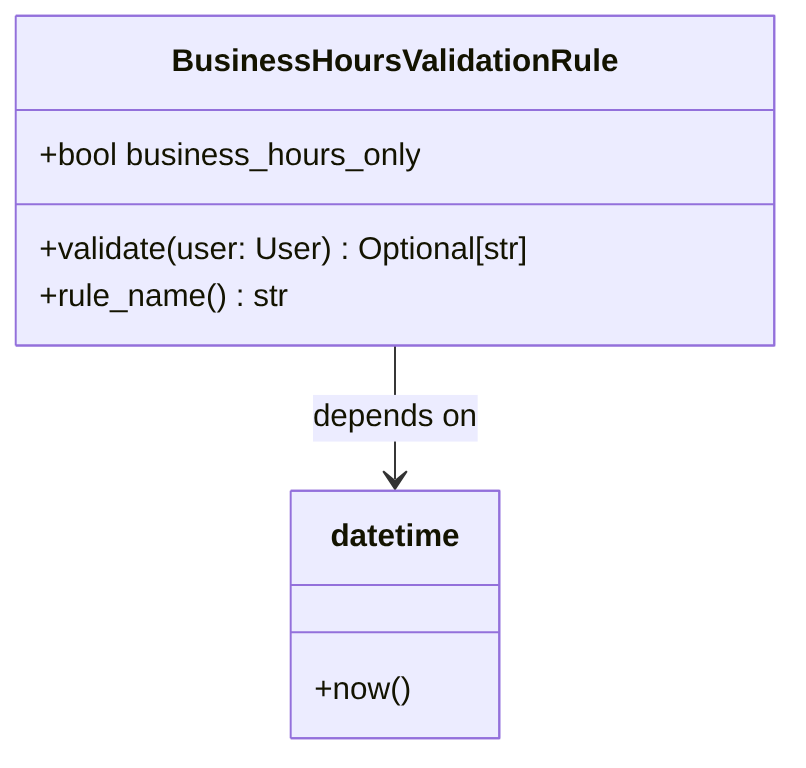 BusinessHoursValidationRule
+bool business_hours_only
+validate(user: User) : Optional[str]
+rule_name() : str
depends on
datetime
+now()